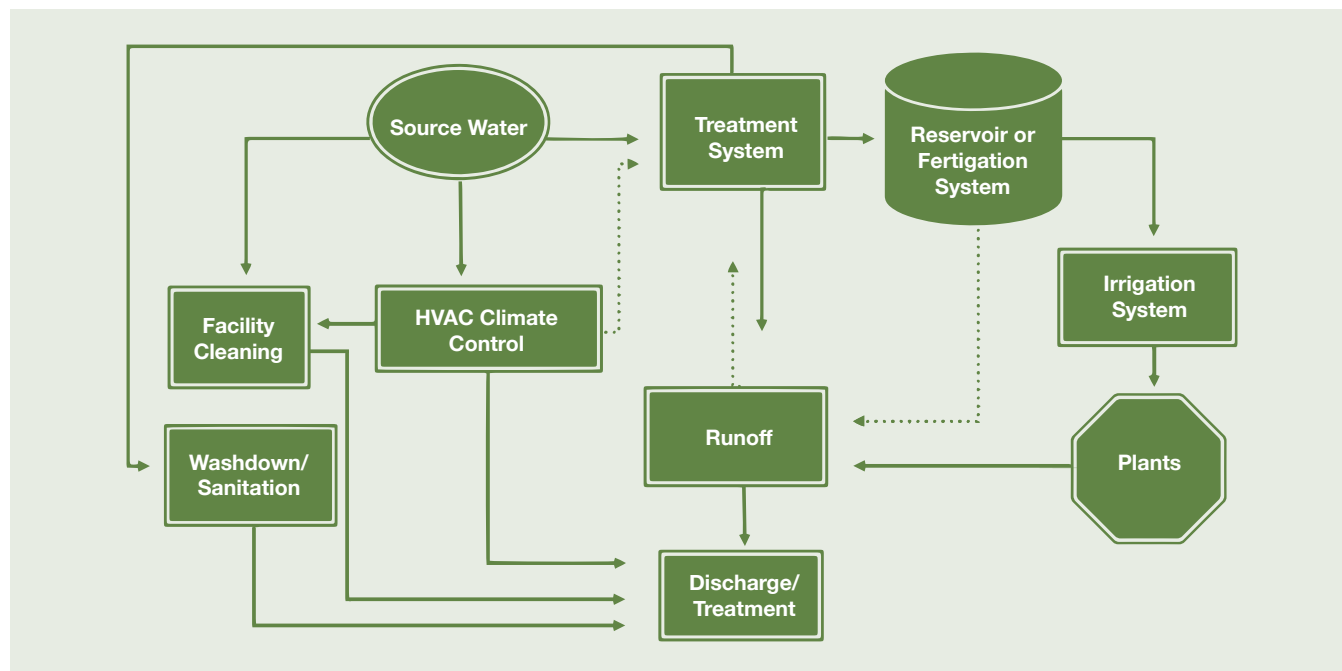 Source Water
Treatment
System
Reservoir or
Fertigation
System
Facility
Cleaning
HVAC Climate
Control
Irrigation
System
Washdown/
Sanitation
Runoff
Plants
Discharge/
Treatment